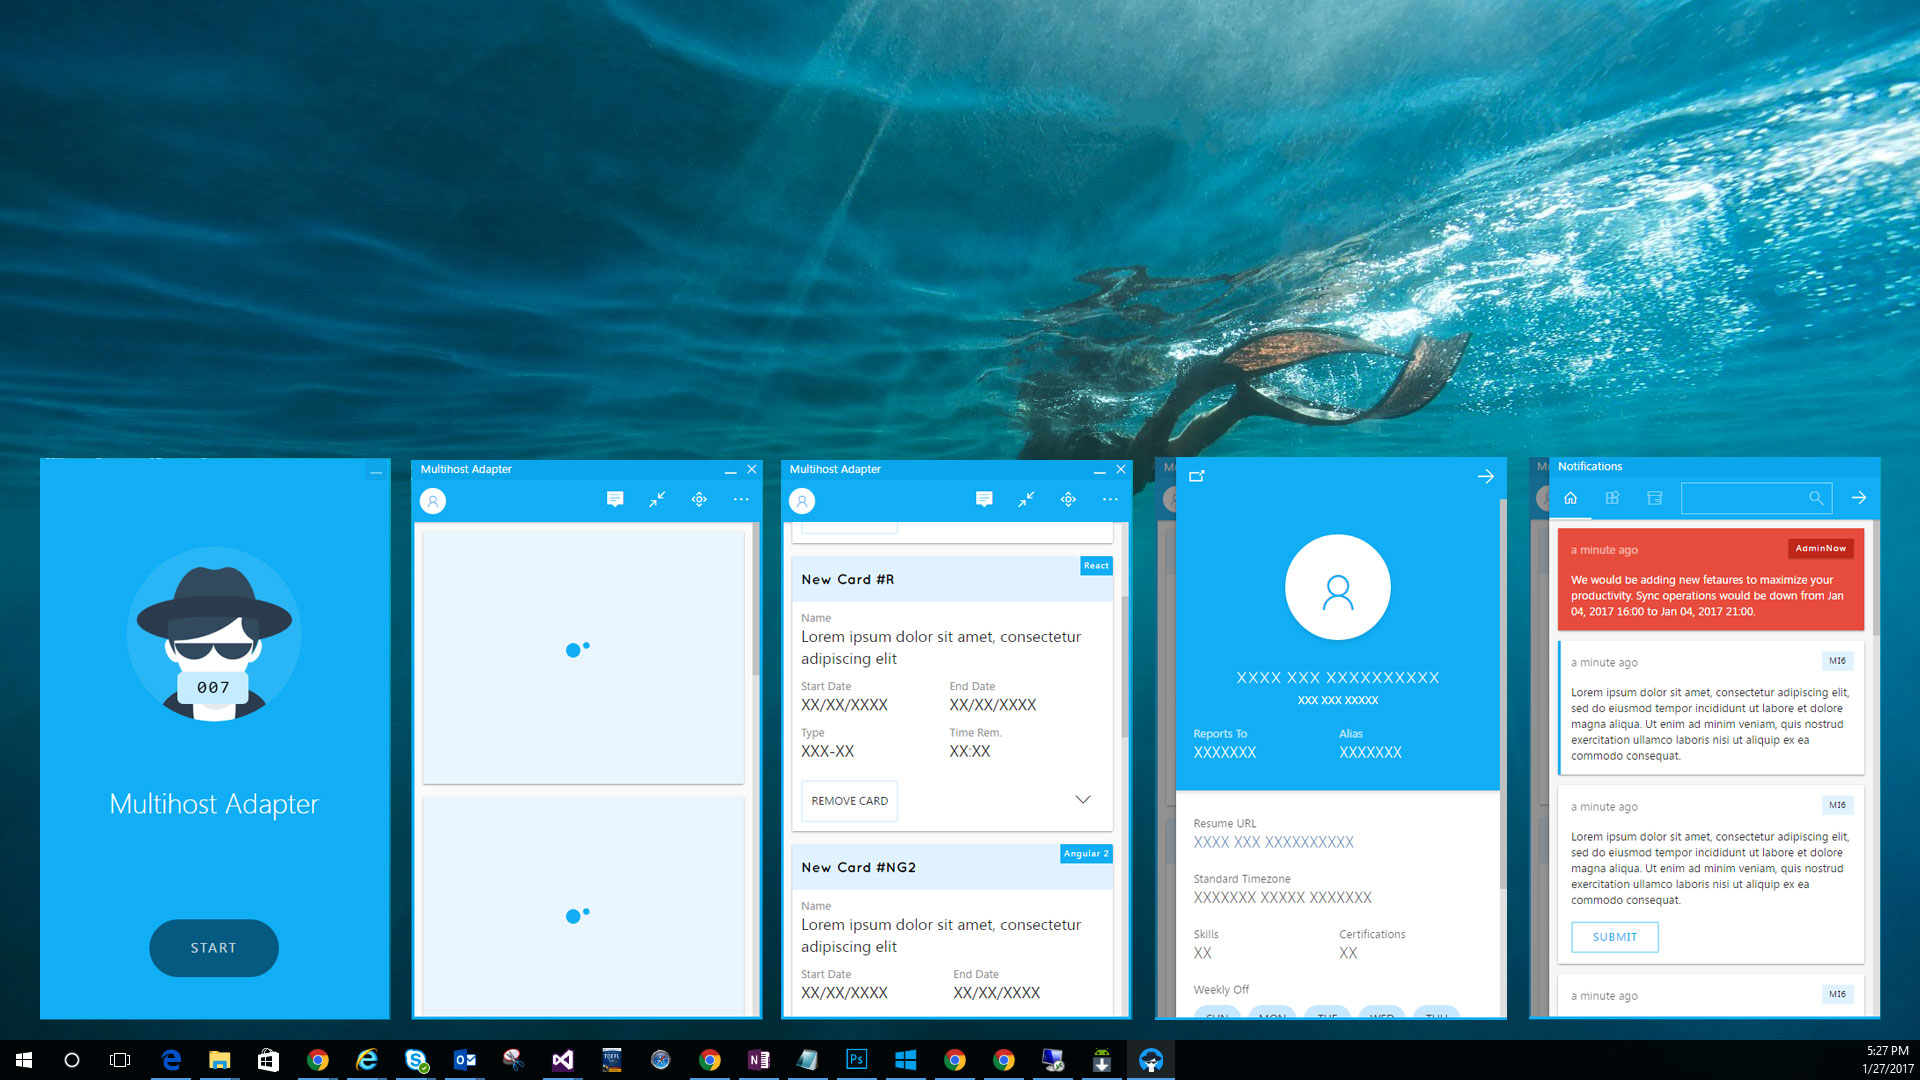 007
Multihost Adapter
START
Multihost Adapter
Multihost Adapter
New Card #R
React
Name
Lorem ipsum dolor sit amet, consectetur
adipiscing elit
Start Date
End Date
XX/XX/XXXX
XX/XX/XXXX
Type
Time Rem.
XXX-XX
XX:XX
REMOVE CARD
New Card #NG2
Angular 2
Name
Lorem ipsum dolor sit amet, consectetur
adipiscing elit
Start Date
End Date
XX/XX/XXXX
XX/XX/XXXX
XXXX XXX XXXXXXXXXX
XXX XXX XXXXX
Reports To
Alias
XXXXXXX
XXXXXXX
Resume URL
XXXX XXX XXXXXXXXXX
Standard Timezone
XXXXXXX XXXXX XXXXXXX
Skills
Certifications
XX
XX
Weekly Off
SUN
MON
TUE
WED
THU
Notifications
a minute ago
AdminNow
We would be adding new fetaures to maximize your
productivity. Sync operations would be down from Jan
04, 2017 16:00 to Jan 04, 2017 21:00.
a minute ago
MI6
Lorem ipsum dolor sit amet, consectetur adipiscing elit,
sed do eiusmod tempor incididunt ut labore et dolore
magna aliqua. Ut enim ad minim veniam, quis nostrud
exercitation ullamco laboris nisi ut aliquip ex ea
commodo consequat.
a minute ago
MI6
Lorem ipsum dolor sit amet, consectetur adipiscing elit,
sed do eiusmod tempor incididunt ut labore et dolore
magna aliqua. Ut enim ad minim veniam, quis nostrud
exercitation ullamco laboris nisi ut aliquip ex ea
commodo consequat.
SUBMIT
a minute ago
MI6
TOEFL
Ps
5:27 PM
1/27/2017